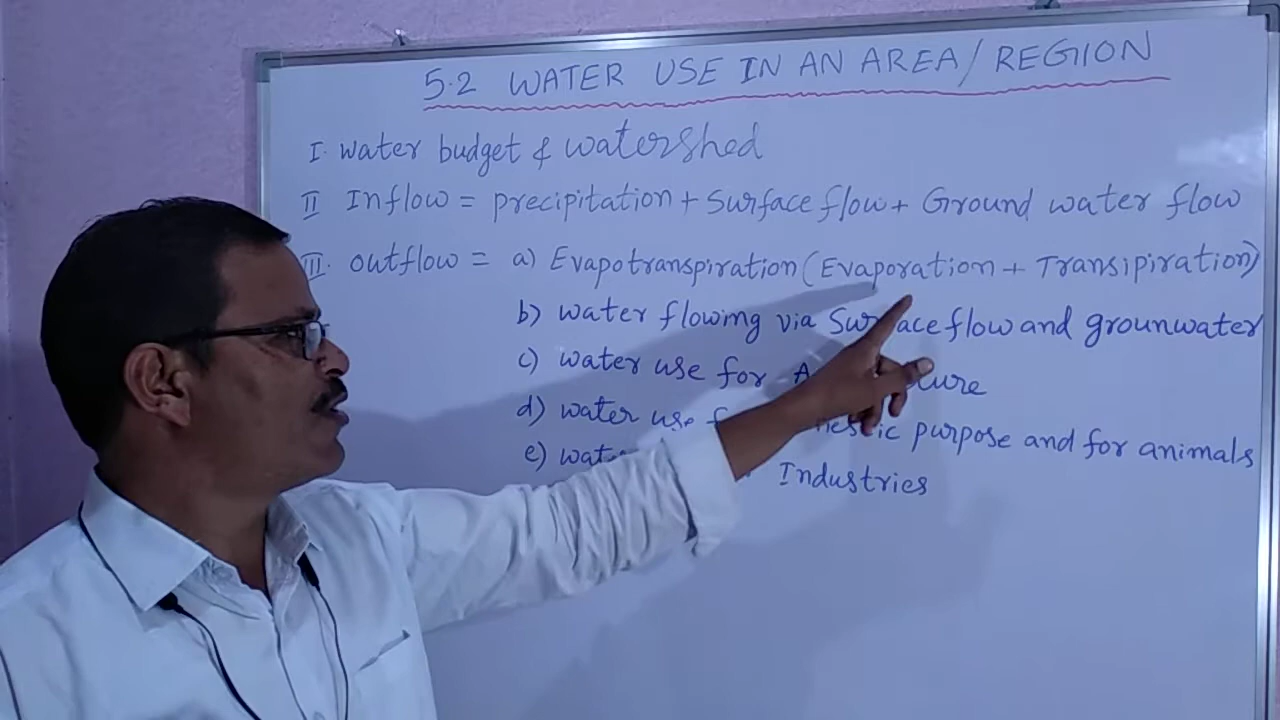 5.2 WATER USE IN AN AREA/REGION
I. Water budget & watershed
II Inflow = precipitation + Surface flow + Ground water flow
III. outflow = a) Evapotranspiration (Evaporation + Transipiration)
b) water flowing via Surface flow and grounwater
c) water use for
d) water use purpose and for animals
e) Industries